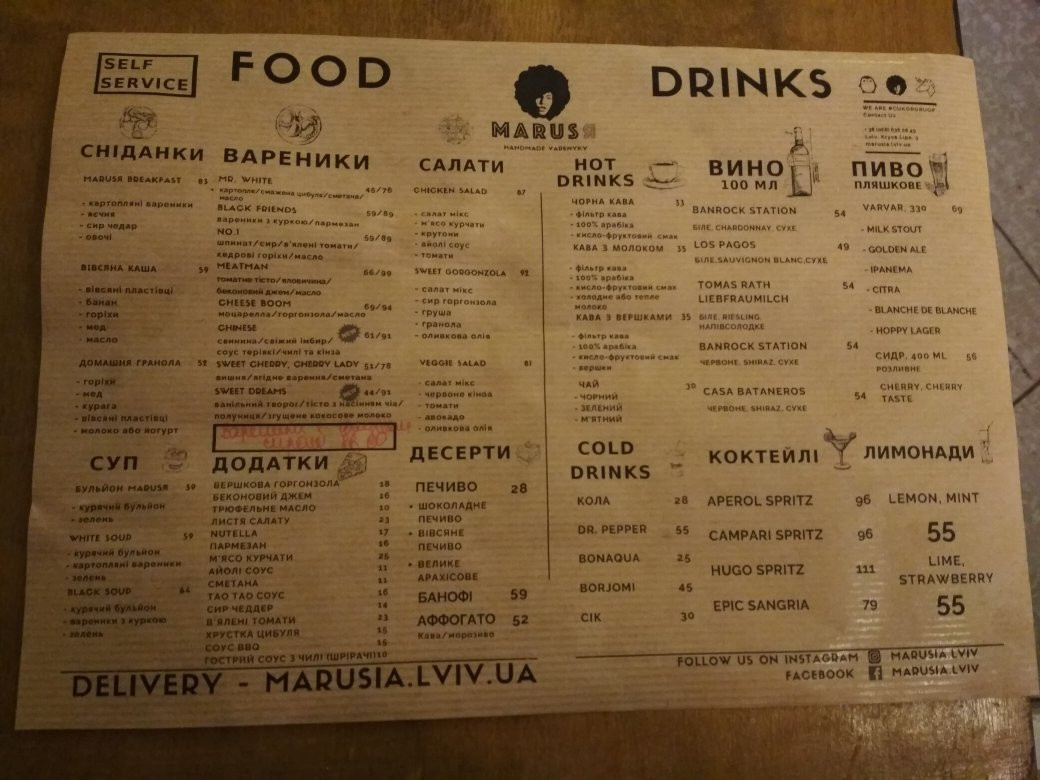 SELF
SERVICE
FOOD
MARUSЯ
HANDMADE VARENYKY
DRINKS
WE ARE #CUKORGROUP
Contact Us
marusia.lviv.ua
СНІДАНКИ
MARUSЯ BREAKFAST 83
- картопляні вареники
- яєчня
- сир чедар
- овочі
ВІВСЯНА КАША 59
- вівсяні пластівці
- банан
- горіхи
- мед
- масло
ДОМАШНЯ ГРАНОЛА 52
- горіхи
- мед
- курага
- вівсяні пластівці
- молоко або йогурт
СУП
БУЛЬЙОН MARUSЯ 59
- курячий бульйон
- зелень
WHITE SOUP 59
- курячий бульйон
- картопляні вареники
- зелень
BLACK SOUP 64
- курячий бульйон
- вареники з куркою
- зелень
ВАРЕНИКИ
MR. WHITE
картопля/смажена цибуля/сметана/ 45/76
масло
BLACK FRIENDS
вареники з куркою/пармезан 59/89
NO.1
шпинат/сир/в'ялені томати/ 59/89
кедрові горіхи/масло
MEATMAN 66/99
томатне тісто/яловичина/
беконовий джем/масло
CHEESE BOOM 69/94
моцарелла/горгонзола/масло
CHINESE 61/91
свинина/свіжий імбир/
соус теріякі/чилі та кінза
SWEET CHERRY, CHERRY LADY 51/78
вишня/ягідне варення/сметана
SWEET DREAMS 44/91
ванільний творог/тісто з насінням чіа/
полуниця/згущене кокосове молоко
ДОДАТКИ
ВЕРШКОВА ГОРГОНЗОЛА 18
БЕКОНОВИЙ ДЖЕМ 16
ТРЮФЕЛЬНЕ МАСЛО 10
ЛИСТЯ САЛАТУ 23
NUTELLA 17
ПАРМЕЗАН 16
М'ЯСО КУРЧАТИ 25
АЙОЛІ СОУС 11
СМЕТАНА 11
ТАО ТАО СОУС 16
СИР ЧЕДДЕР 14
В'ЯЛЕНІ ТОМАТИ 23
ХРУСТКА ЦИБУЛЯ 15
СОУС BBQ 15
ГОСТРИЙ СОУС З ЧИЛІ (ШРІРАЧІ) 10
САЛАТИ
CHICKEN SALAD 87
- салат мікс
- м'ясо курчати
- крутони
- айолі соус
- томати
SWEET GORGONZOLA 92
- салат мікс
- сир горгонзола
- груша
- гранола
- оливкова олія
VEGGIE SALAD 81
- салат мікс
- червоне кіноа
- томати
- авокадо
- оливкова олія
ДЕСЕРТИ
ПЕЧИВО 28
• ШОКОЛАДНЕ
ПЕЧИВО
• ВІВСЯНЕ
ПЕЧИВО
• ВЕЛИКЕ
АРАХІСОВЕ
БАНОФІ 59
АФФОГАТО 52
Кава/морозиво
HOT
DRINKS
ЧОРНА КАВА 33
- фільтр кава
- 100% арабіка
- кисло-фруктовий смак
КАВА З МОЛОКОМ 35
- фільтр кава
- 100% арабіка
- кисло-фруктовий смак
- холодне або тепле
молоко
КАВА З ВЕРШКАМИ 35
- фільтр кава
- 100% арабіка
- кисло-фруктовий смак
- вершки
ЧАЙ 30
- ЧОРНИЙ
- ЗЕЛЕНИЙ
- М'ЯТНИЙ
COLD
DRINKS
КОЛА 28
DR. PEPPER 55
BONAQUA 25
BORJOMI 45
СІК 30
ВИНО
100 МЛ
BANROCK STATION 54
БІЛЕ, CHARDONNAY, СУХЕ
LOS PAGOS 49
БІЛЕ, SAUVIGNON BLANC, СУХЕ
TOMAS RATH 54
LIEBFRAUMILCH
БІЛЕ, RIESLING,
НАПІВСОЛОДКЕ
BANROCK STATION 54
ЧЕРВОНЕ, SHIRAZ, СУХЕ
CASA BATANEROS 54
ЧЕРВОНЕ, SHIRAZ, СУХЕ
КОКТЕЙЛІ
APEROL SPRITZ 96
CAMPARI SPRITZ 96
HUGO SPRITZ 111
EPIC SANGRIA 79
ПИВО
ПЛЯШКОВЕ
VARVAR, 330 69
- MILK STOUT
- GOLDEN ALE
- IPANEMA
- CITRA
- BLANCHE DE BLANCHE
- HOPPY LAGER
СИДР, 400 ML 56
РОЗЛИВНЕ
CHERRY, CHERRY
TASTE
ЛИМОНАДИ
LEMON, MINT
55
LIME,
STRAWBERRY
55
DELIVERY - MARUSIA.LVIV.UA
FOLLOW US ON INSTAGRAM MARUSIA.LVIV
FACEBOOK MARUSIA.LVIV